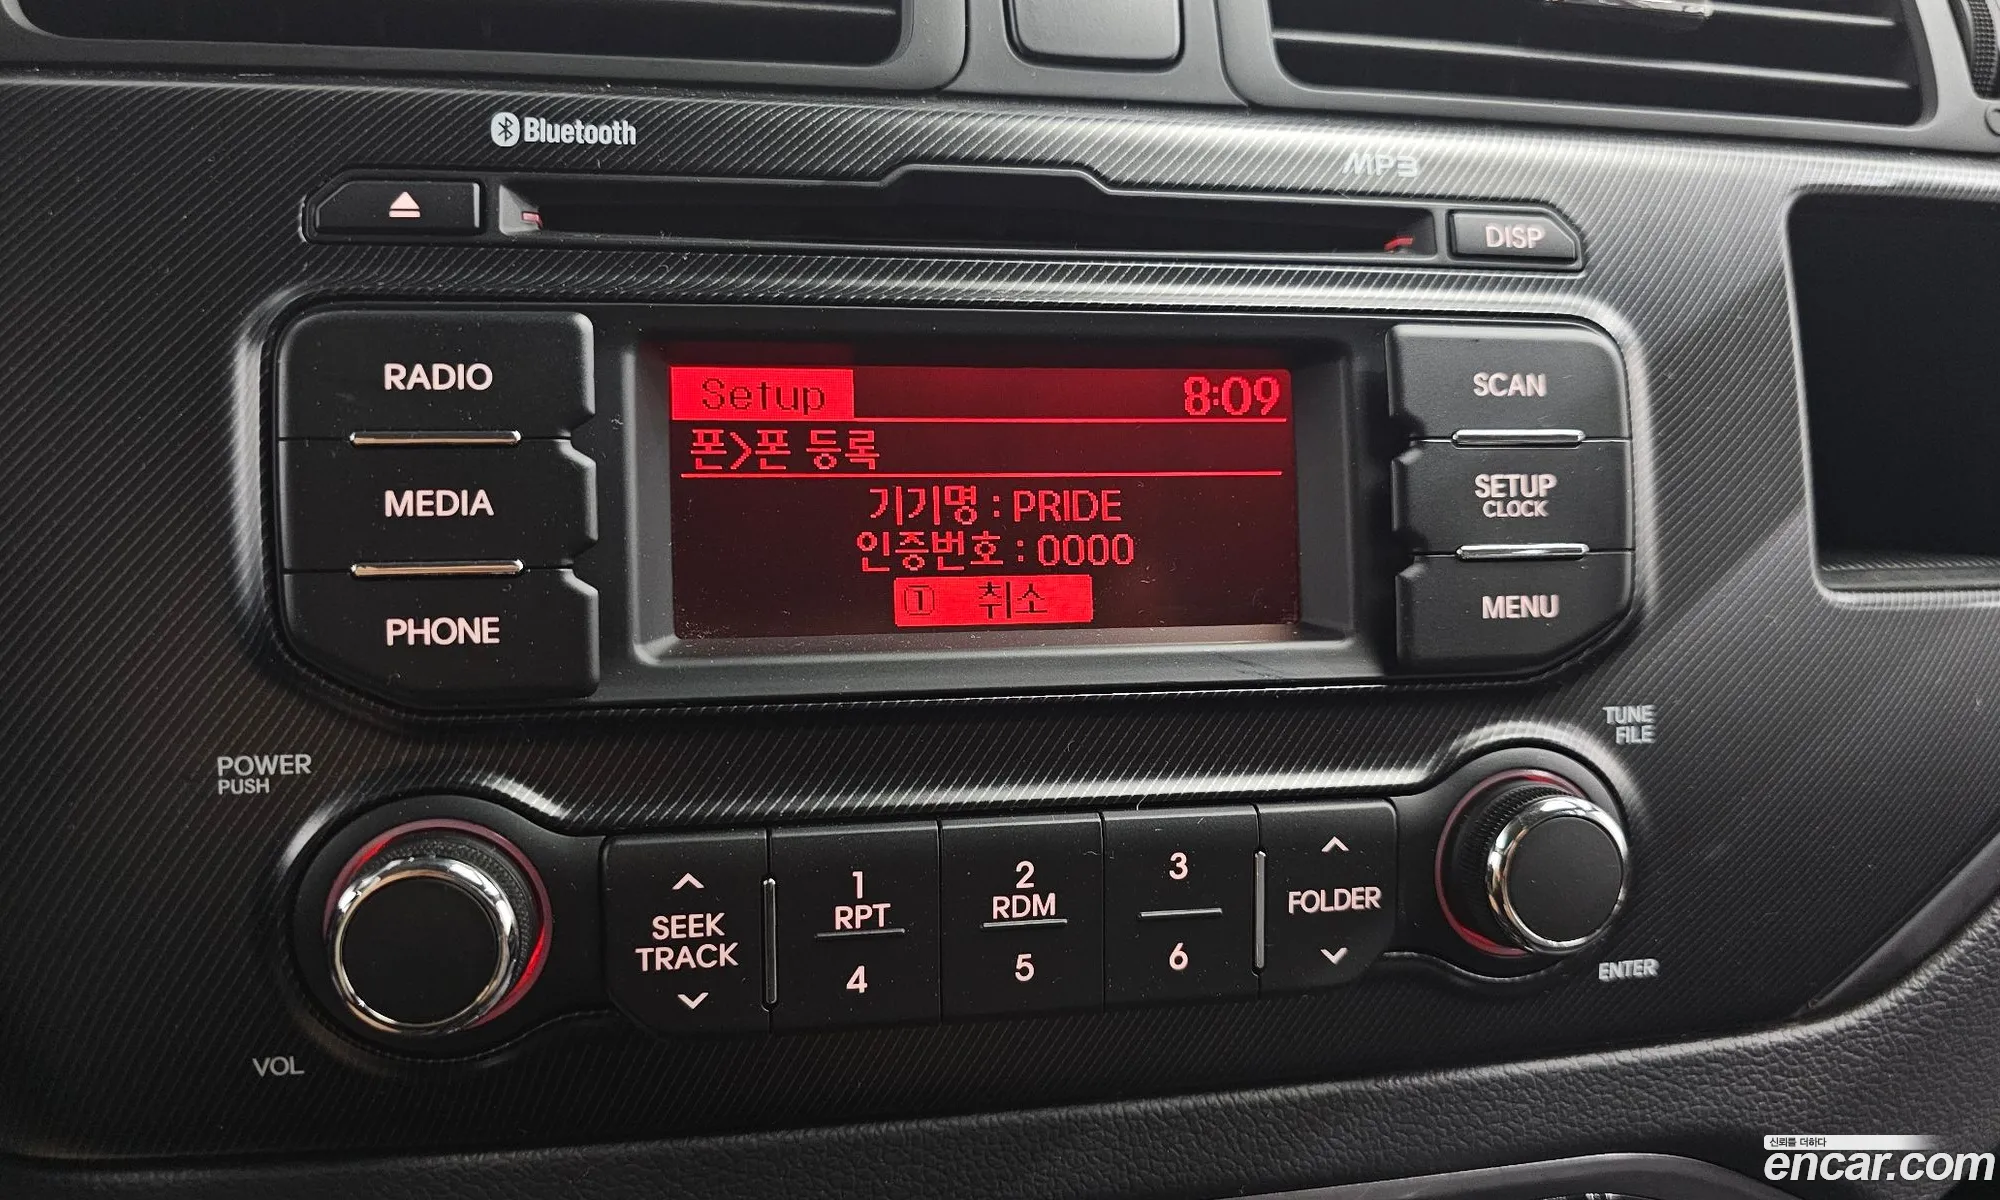 Bluetooth
MP3
DISP
RADIO
MEDIA
PHONE
Setup 8:09
폰>폰 등록
기기명 : PRIDE
인증번호 : 0000
1 취소
SCAN
SETUP
CLOCK
MENU
POWER
PUSH
VOL
SEEK
TRACK
1
RPT
4
2
RDM
5
3
6
FOLDER
TUNE
FILE
ENTER
신뢰를 더하다
encar.com